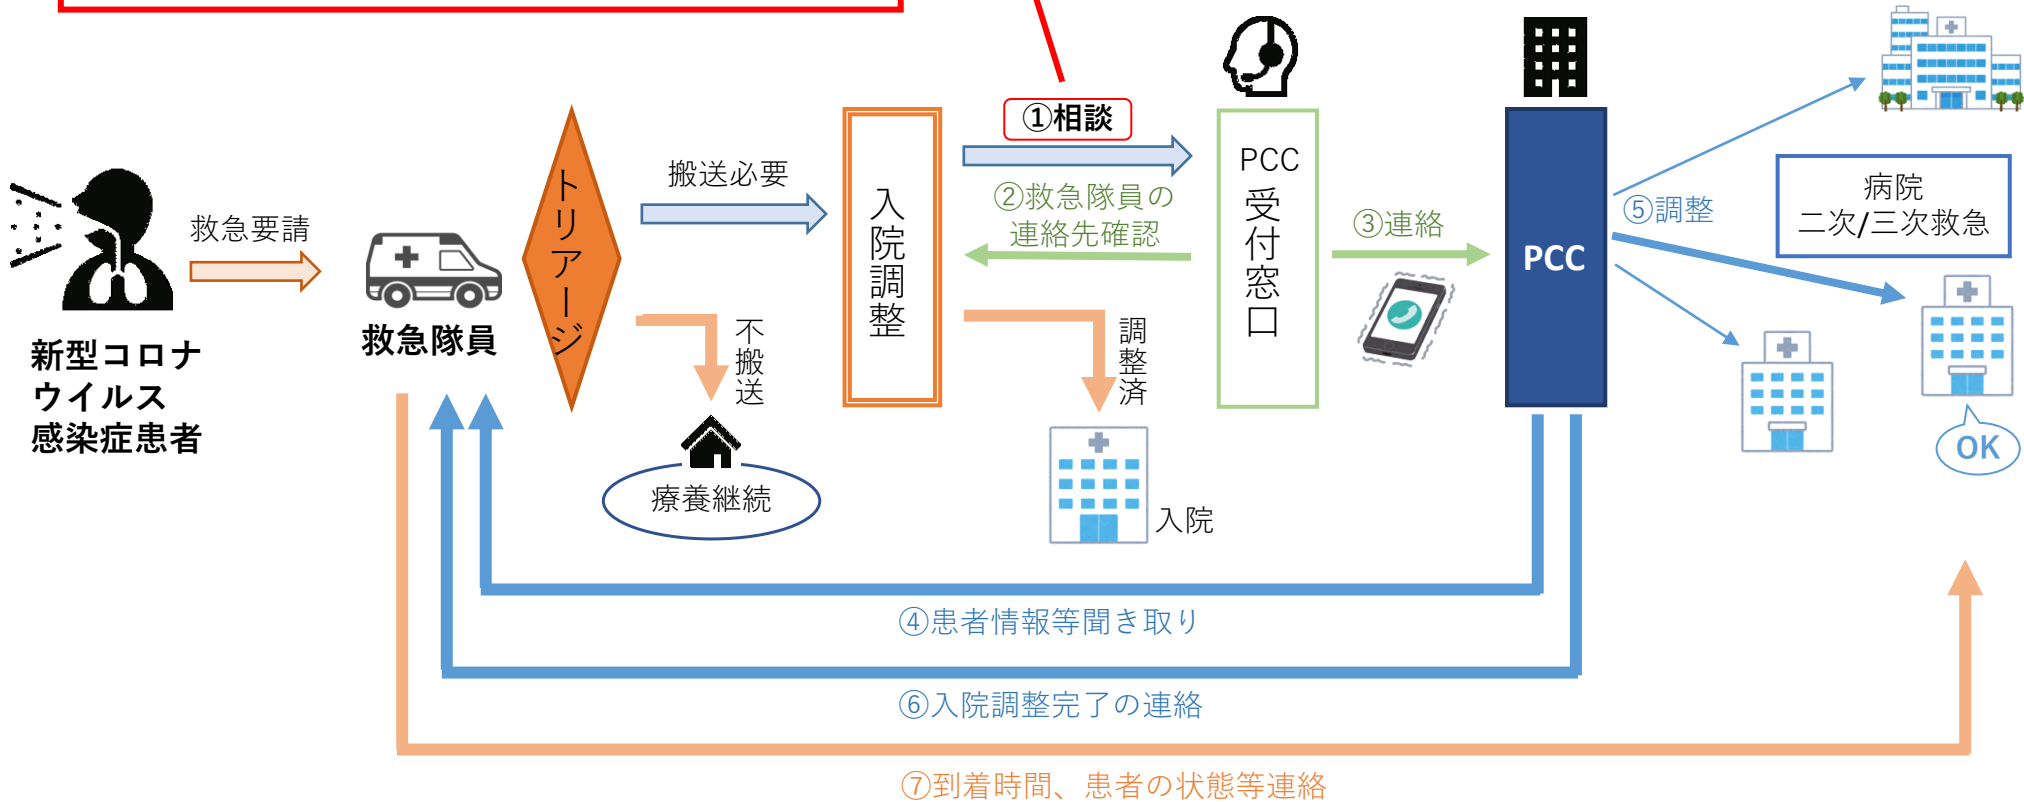 新型コロナ
ウイルス
感染症患者
救急要請
救急隊員
トリアージ
搬送必要
不搬送
療養継続
入院調整
①相談
②救急隊員の
連絡先確認
調整済
入院
PCC
受付窓口
③連絡
PCC
⑤調整
病院
二次/三次救急
OK
④患者情報等聞き取り
⑥入院調整完了の連絡
⑦到着時間、患者の状態等連絡